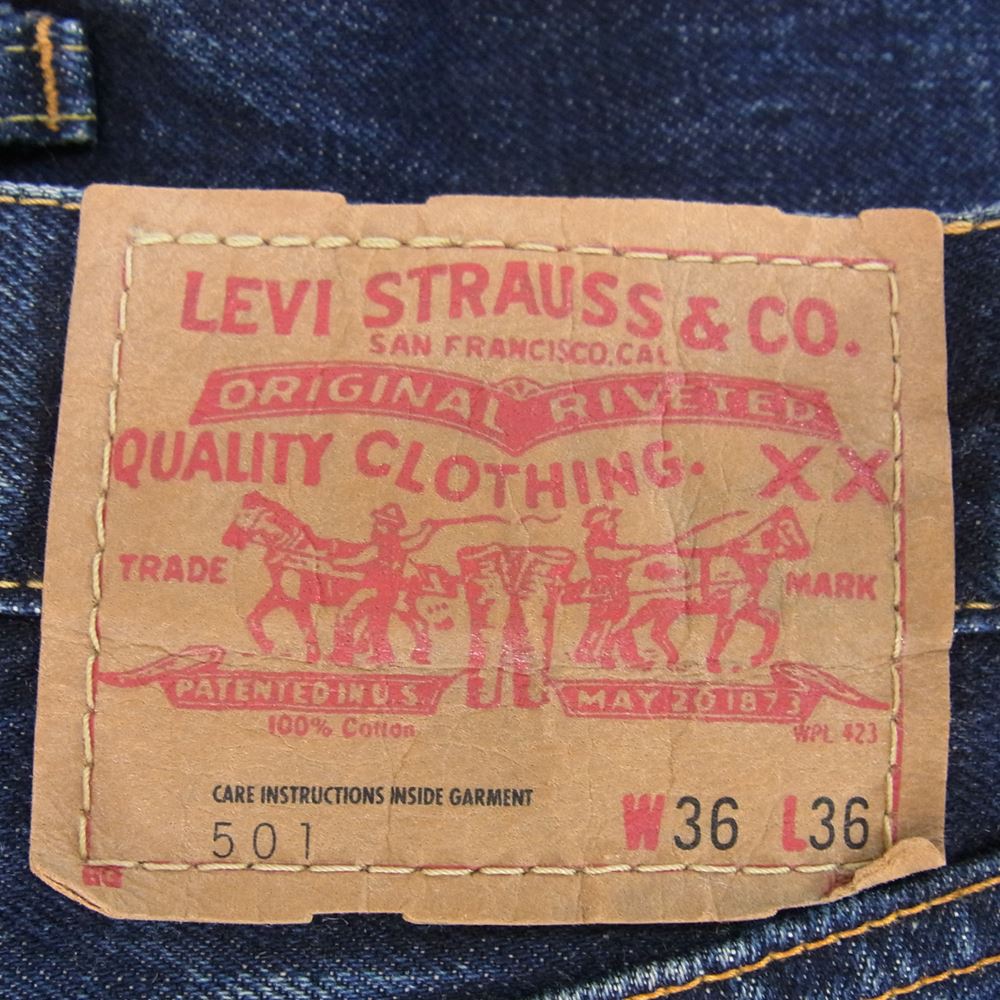 LEVI STRAUSS & CO.
SAN FRANCISCO, CAL
ORIGINAL RIVETED
QUALITY CLOTHING. XX
TRADE MARK
PATENTED IN U.S. MAY 20 1873
100% Cotton WPL 423
CARE INSTRUCTIONS INSIDE GARMENT
501 W36 L36